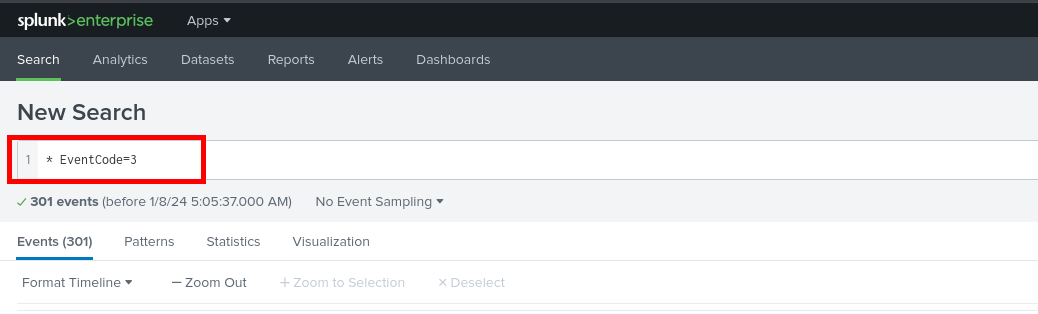 splunk>enterprise Apps
Search Analytics Datasets Reports Alerts Dashboards
New Search
1 * EventCode=3
301 events (before 1/8/24 5:05:37.000 AM) No Event Sampling
Events (301) Patterns Statistics Visualization
Format Timeline — Zoom Out + Zoom to Selection × Deselect